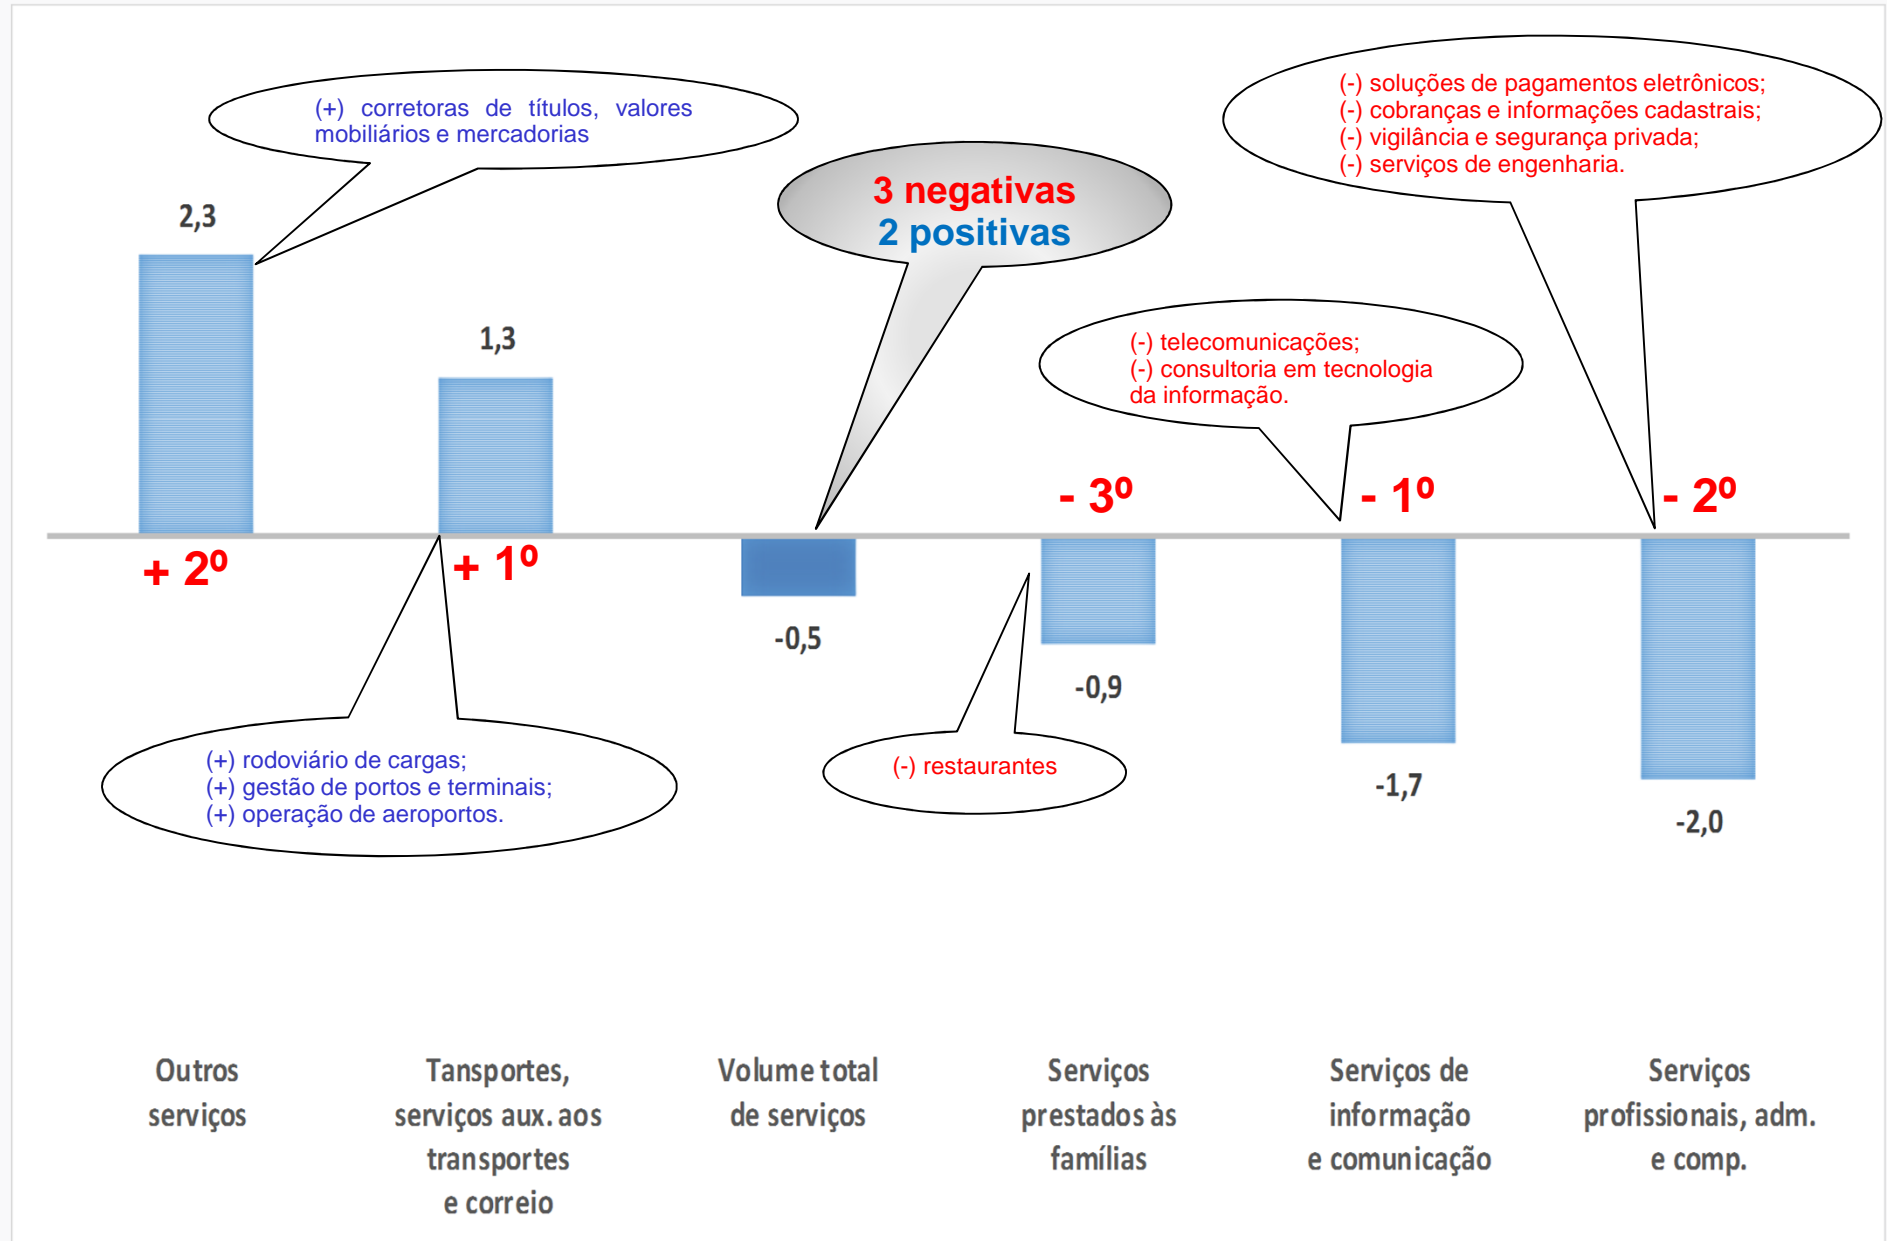 (+) corretoras de títulos, valores
mobiliários e mercadorias
(-) soluções de pagamentos eletrônicos;
(-) cobranças e informações cadastrais;
(-) vigilância e segurança privada;
(-) serviços de engenharia.
3 negativas
2 positivas
2,3
1,3
(-) telecomunicações;
(-) consultoria em tecnologia
da informação.
- 3º
- 1º
- 2º
+ 2º
+ 1º
-0,5
-0,9
-1,7
-2,0
(+) rodoviário de cargas;
(+) gestão de portos e terminais;
(+) operação de aeroportos.
(-) restaurantes
Outros
serviços
Tansportes,
serviços aux. aos
transportes
e correio
Volume total
de serviços
Serviços
prestados às
famílias
Serviços de
informação
e comunicação
Serviços
profissionais, adm.
e comp.